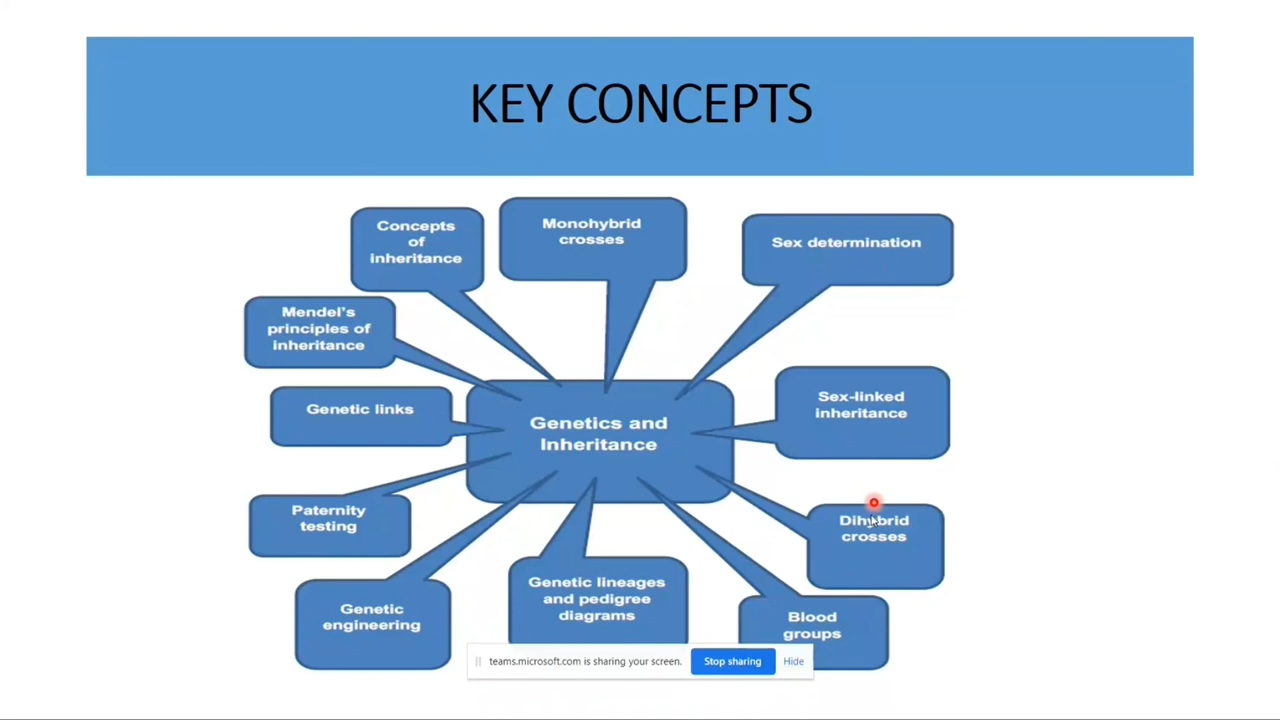 KEY CONCEPTS
Concepts
of
inheritance
Monohybrid
crosses
Sex determination
Mendel's
principles of
inheritance
Genetic links
Genetics and
Inheritance
Sex-linked
inheritance
Paternity
testing
Dihybrid
crosses
Genetic
engineering
Genetic lineages
and pedigree
diagrams
Blood
groups
teams.microsoft.com is sharing your screen.
Stop sharing
Hide